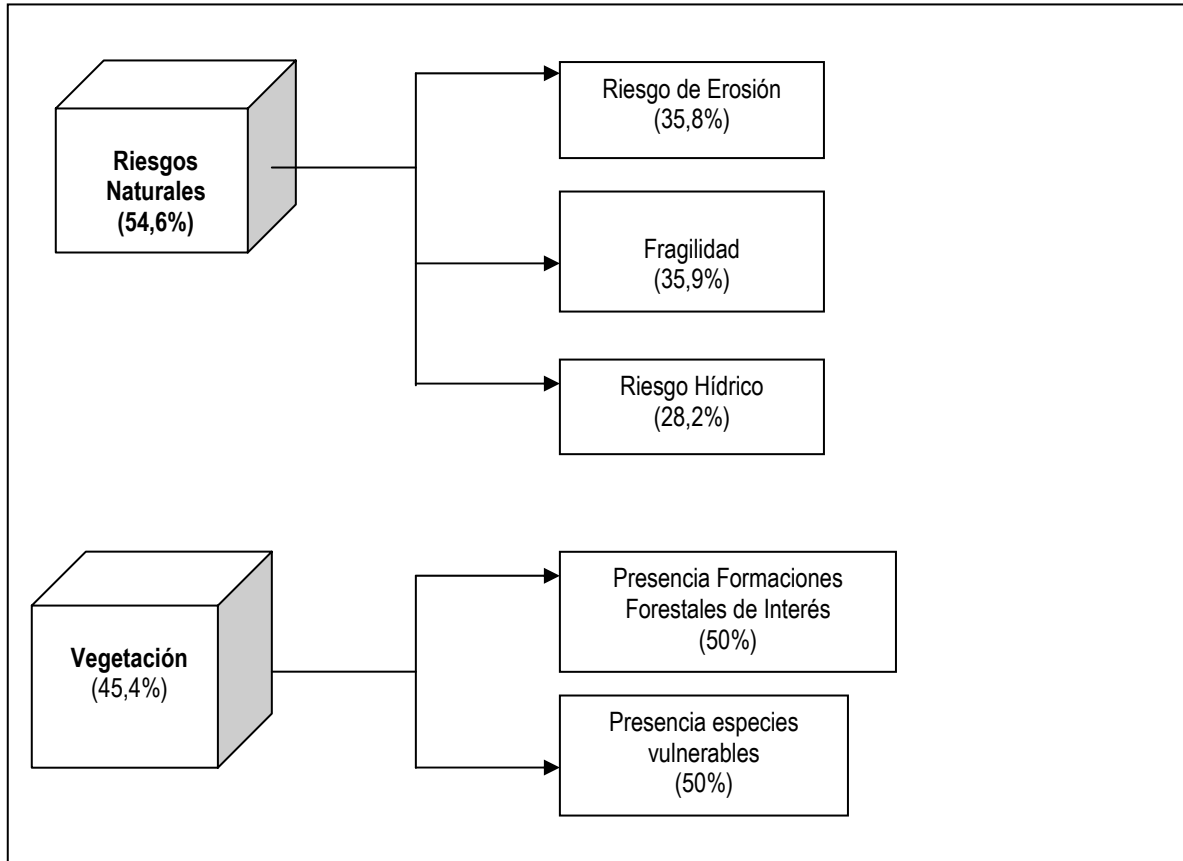 Riesgos
Naturales
(54,6%)
Riesgo de Erosión
(35,8%)
Fragilidad
(35,9%)
Riesgo Hídrico
(28,2%)
Vegetación
(45,4%)
Presencia Formaciones
Forestales de Interés
(50%)
Presencia especies
vulnerables
(50%)